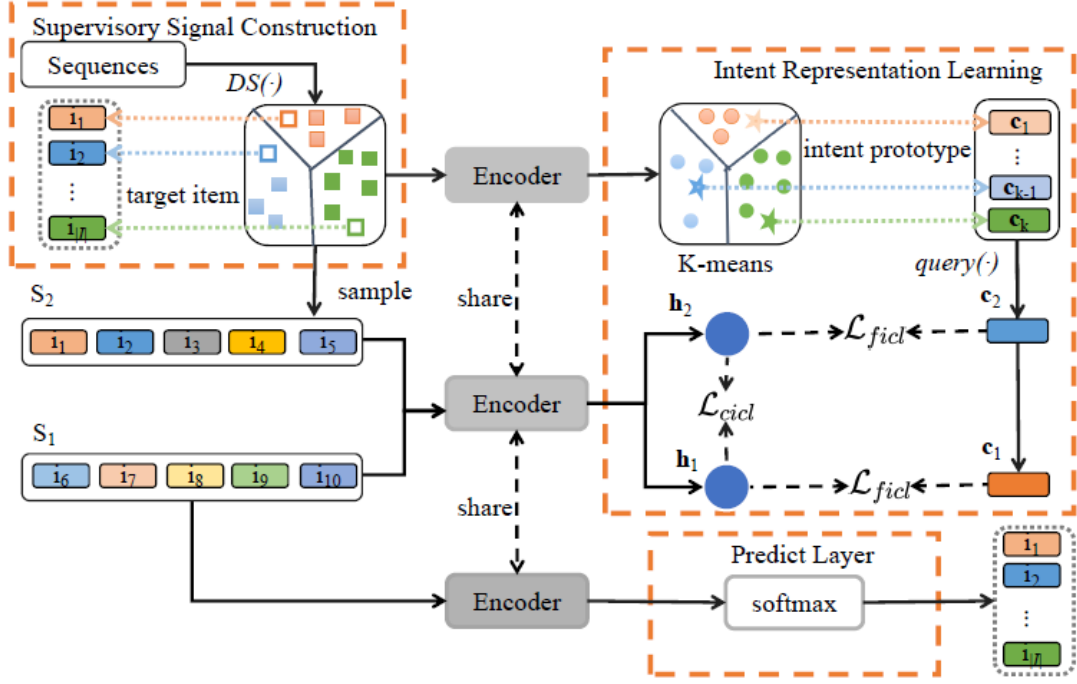 Supervisory Signal Construction
Sequences
DS(·)
i1
i2
⋮
i|I|
target item
Encoder
Intent Representation Learning
intent prototype
c1
⋮
ck-1
ck
K-means
query(·)
sample
share
S2
i1 i2 i3 i4 i5
h2
Lficl
c2
Encoder
Lcicl
S1
i6 i7 i8 i9 i10
h1
Lficl
c1
share
Predict Layer
Encoder
softmax
i1
i2
⋮
i|I|